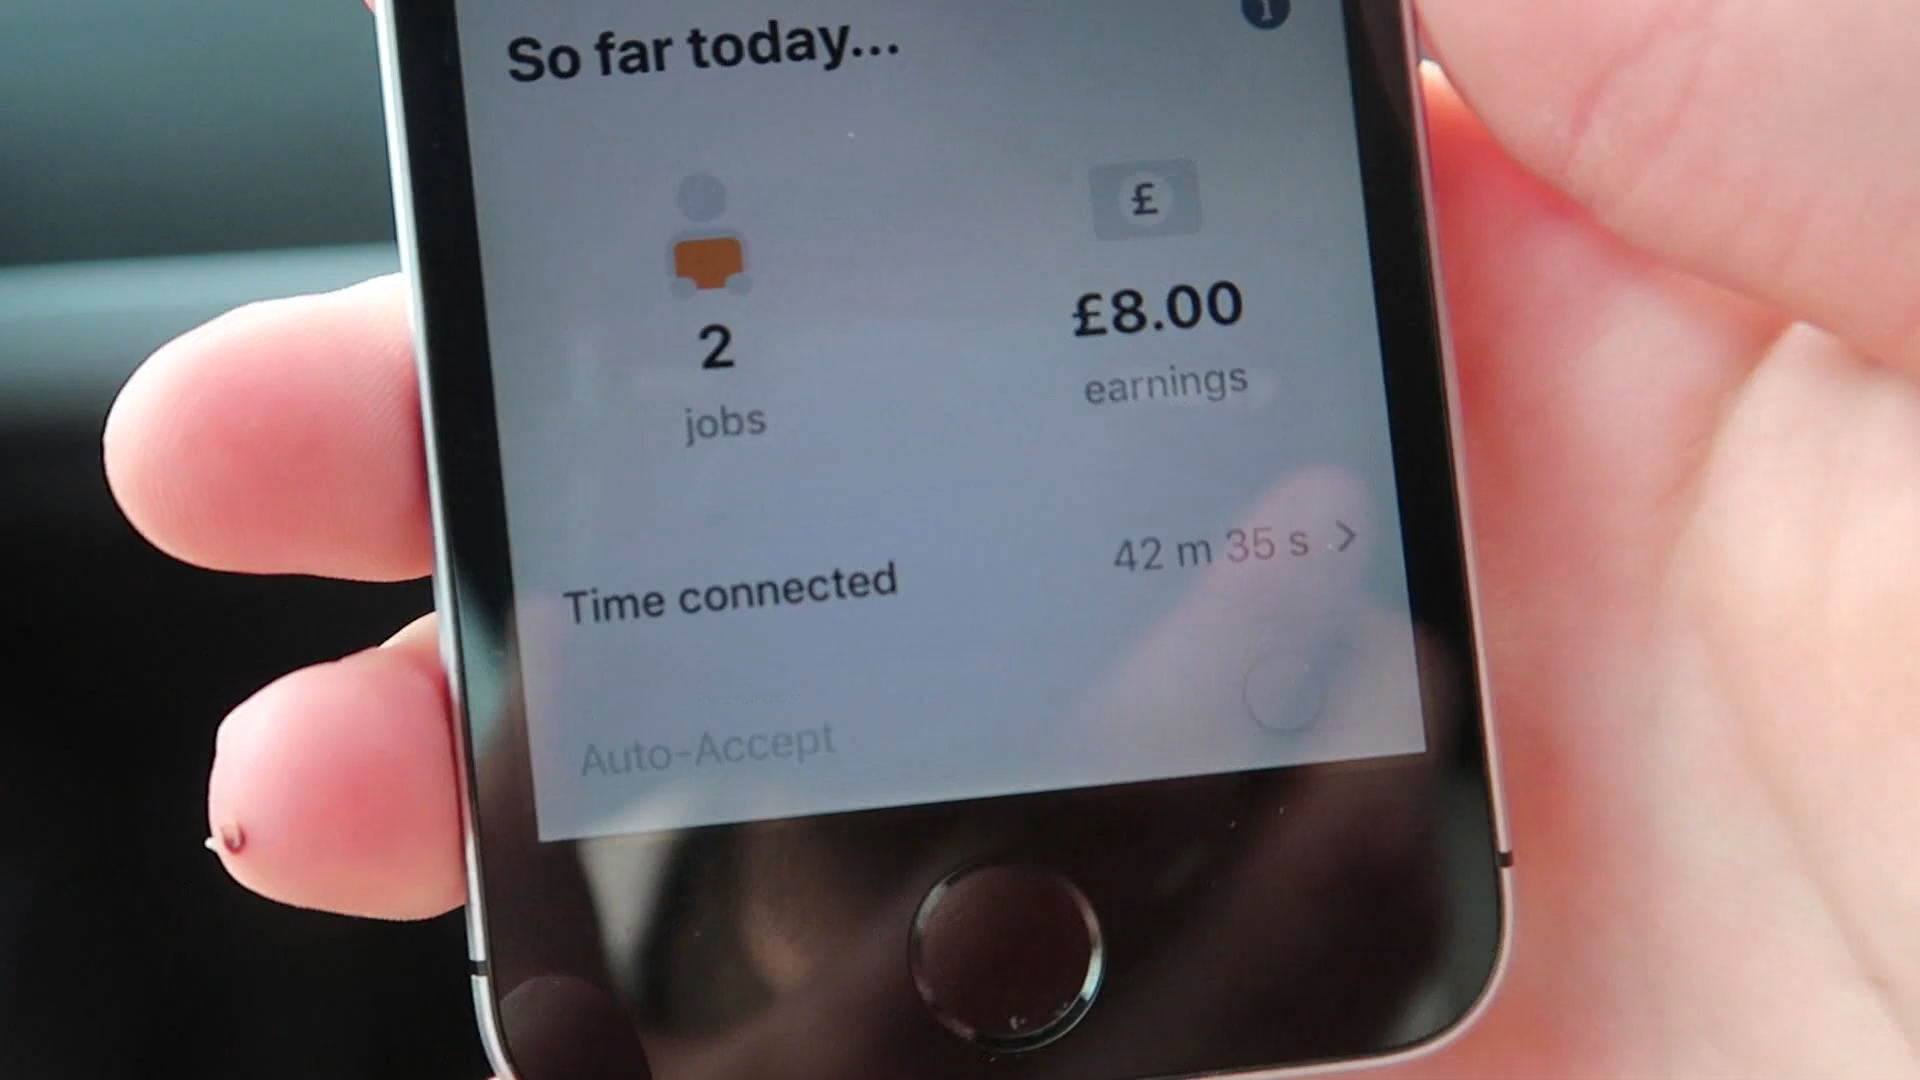 So far today...
i
£
2
£8.00
jobs
earnings
Time connected
42 m 35 s >
Auto-Accept